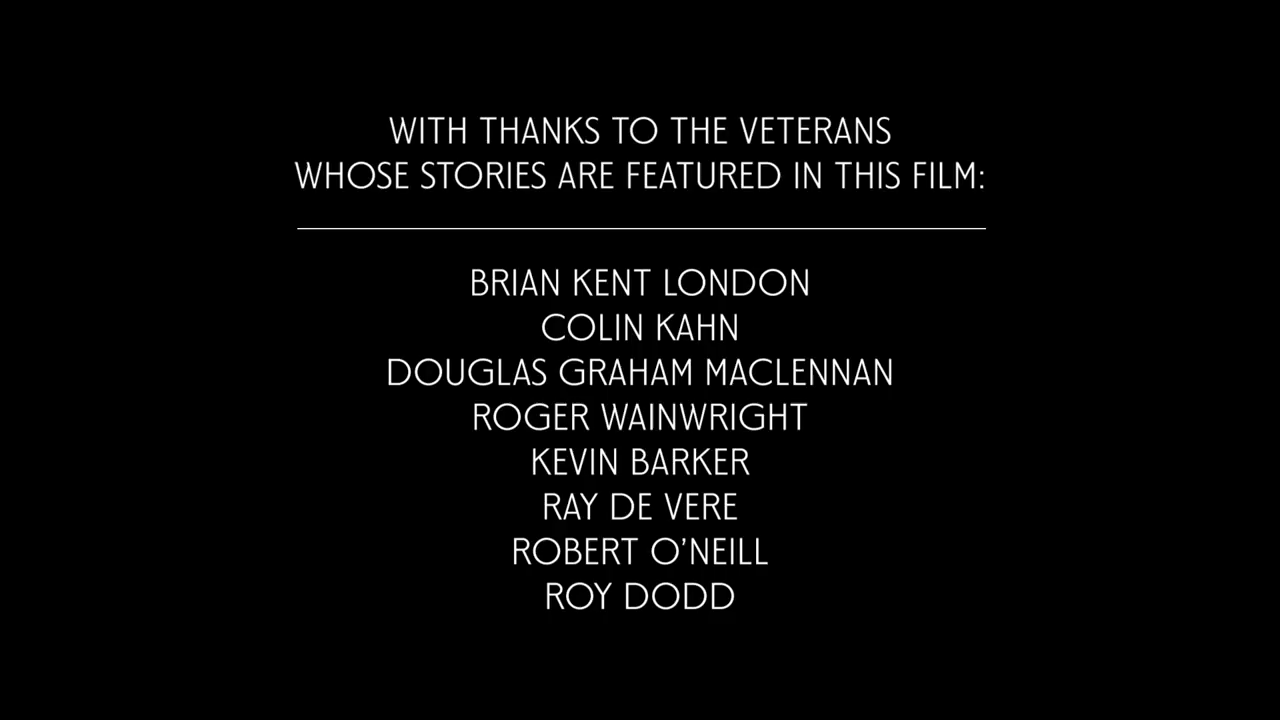 WITH THANKS TO THE VETERANS
WHOSE STORIES ARE FEATURED IN THIS FILM:
BRIAN KENT LONDON
COLIN KAHN
DOUGLAS GRAHAM MACLENNAN
ROGER WAINWRIGHT
KEVIN BARKER
RAY DE VERE
ROBERT O’NEILL
ROY DODD